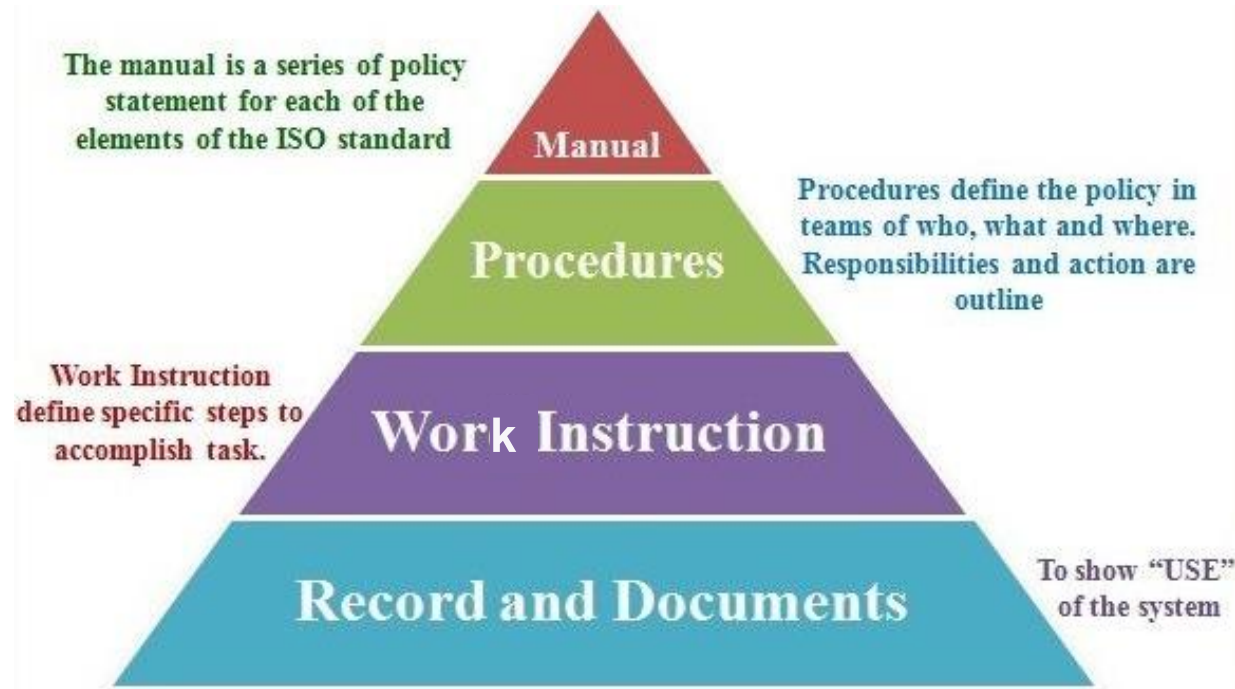 The manual is a series of policy
statement for each of the
elements of the ISO standard
Manual
Procedures define the policy in
teams of who, what and where.
Responsibilities and action are
outline
Procedures
Work Instruction
define specific steps to
accomplish task.
Work Instruction
Record and Documents
To show “USE”
of the system